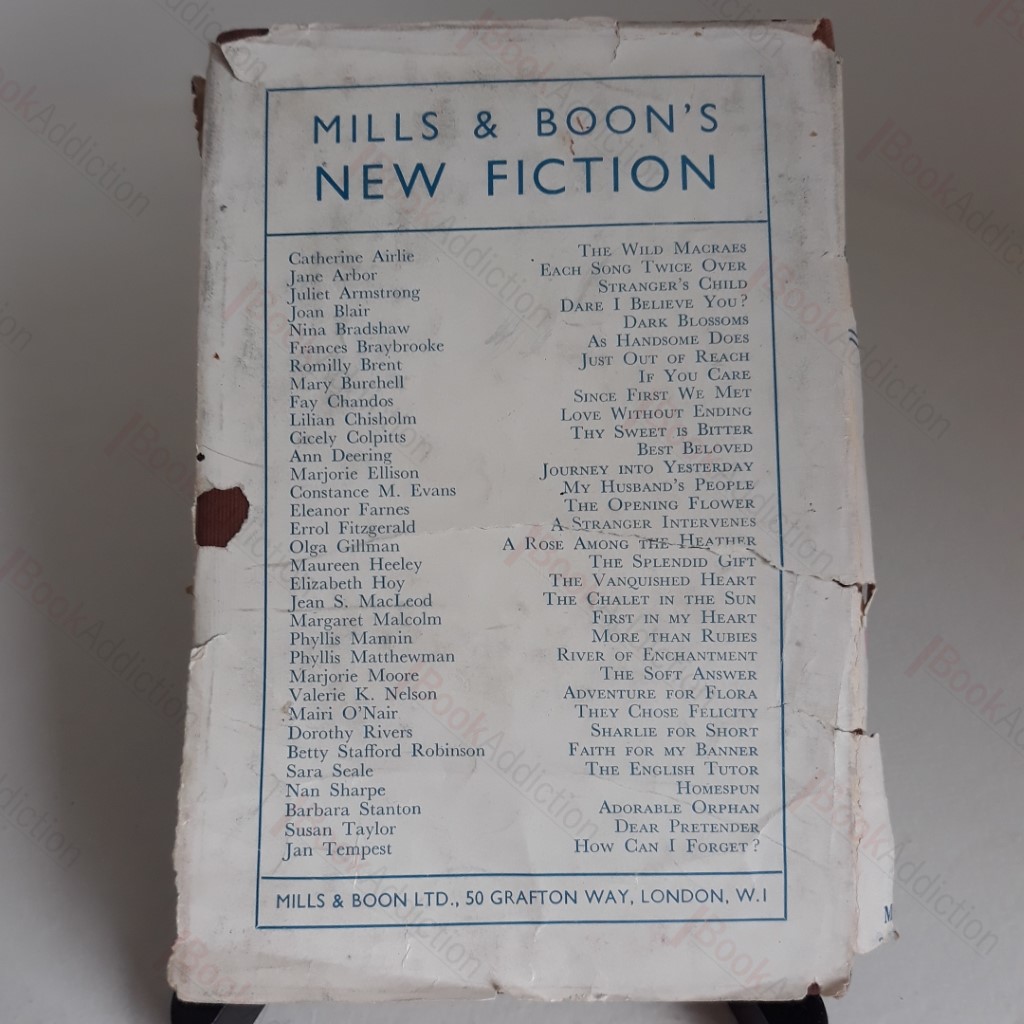 MILLS & BOON'S
NEW FICTION
Catherine Airlie THE WILD MACRAES
Jane Arbor EACH SONG TWICE OVER
Juliet Armstrong STRANGER'S CHILD
Joan Blair DARE I BELIEVE YOU?
Nina Bradshaw DARK BLOSSOMS
Frances Braybrooke AS HANDSOME DOES
Romilly Brent JUST OUT OF REACH
Mary Burchell IF YOU CARE
Fay Chandos SINCE FIRST WE MET
Lilian Chisholm LOVE WITHOUT ENDING
Cicely Colpitts THY SWEET IS BITTER
Ann Deering BEST BELOVED
Marjorie Ellison JOURNEY INTO YESTERDAY
Constance M. Evans MY HUSBAND'S PEOPLE
Eleanor Farnes THE OPENING FLOWER
Errol Fitzgerald A STRANGER INTERVENES
Olga Gillman A ROSE AMONG THE HEATHER
Maureen Heeley THE SPLENDID GIFT
Elizabeth Hoy THE VANQUISHED HEART
Jean S. MacLeod THE CHALET IN THE SUN
Margaret Malcolm FIRST IN MY HEART
Phyllis Mannin MORE THAN RUBIES
Phyllis Matthewman RIVER OF ENCHANTMENT
Marjorie Moore THE SOFT ANSWER
Valerie K. Nelson ADVENTURE FOR FLORA
Mairi O'Nair THEY CHOSE FELICITY
Dorothy Rivers SHARLIE FOR SHORT
Betty Stafford Robinson FAITH FOR MY BANNER
Sara Seale THE ENGLISH TUTOR
Nan Sharpe HOMESPUN
Barbara Stanton ADORABLE ORPHAN
Susan Taylor DEAR PRETENDER
Jan Tempest HOW CAN I FORGET?
MILLS & BOON LTD., 50 GRAFTON WAY, LONDON, W.1
BookAddiction